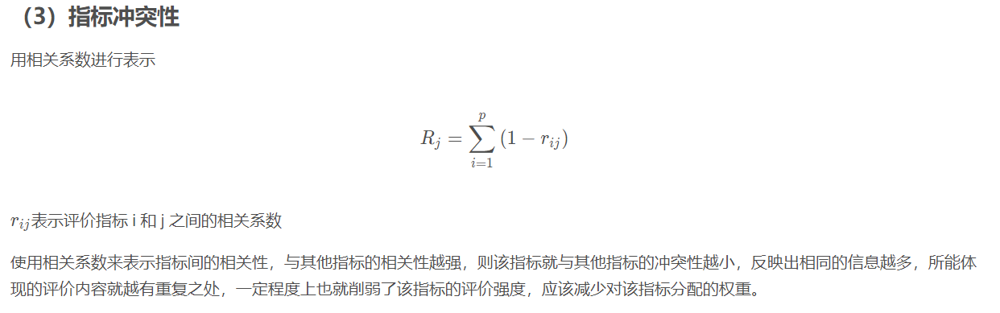 （3）指标冲突性
用相关系数进行表示
$R_j = \sum_{i=1}^{p} (1 - r_{ij})$
$r_{ij}$表示评价指标 i 和 j 之间的相关系数
使用相关系数来表示指标间的相关性，与其他指标的相关性越强，则该指标就与其他指标的冲突性越小，反映出相同的信息越多，所能体
现的评价内容就越有重复之处，一定程度上也就削弱了该指标的评价强度，应该减少对该指标分配的权重。